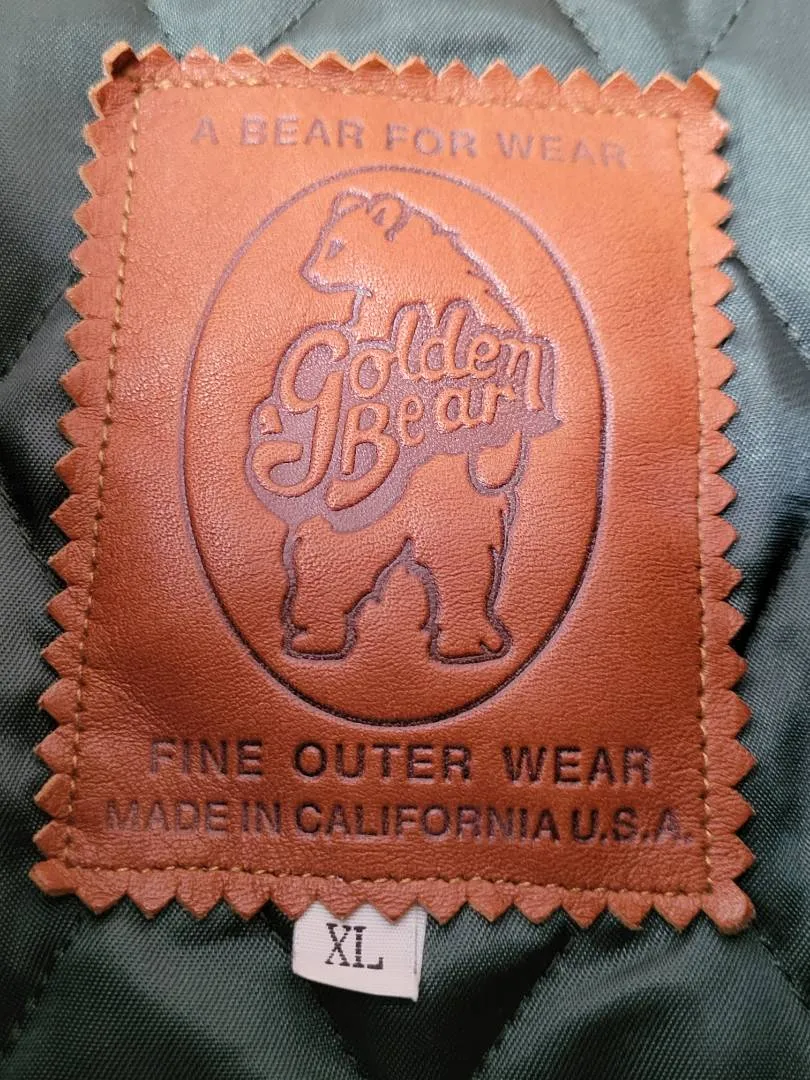 A BEAR FOR WEAR
Golden
Bear
FINE OUTER WEAR
MADE IN CALIFORNIA U.S.A.
XL